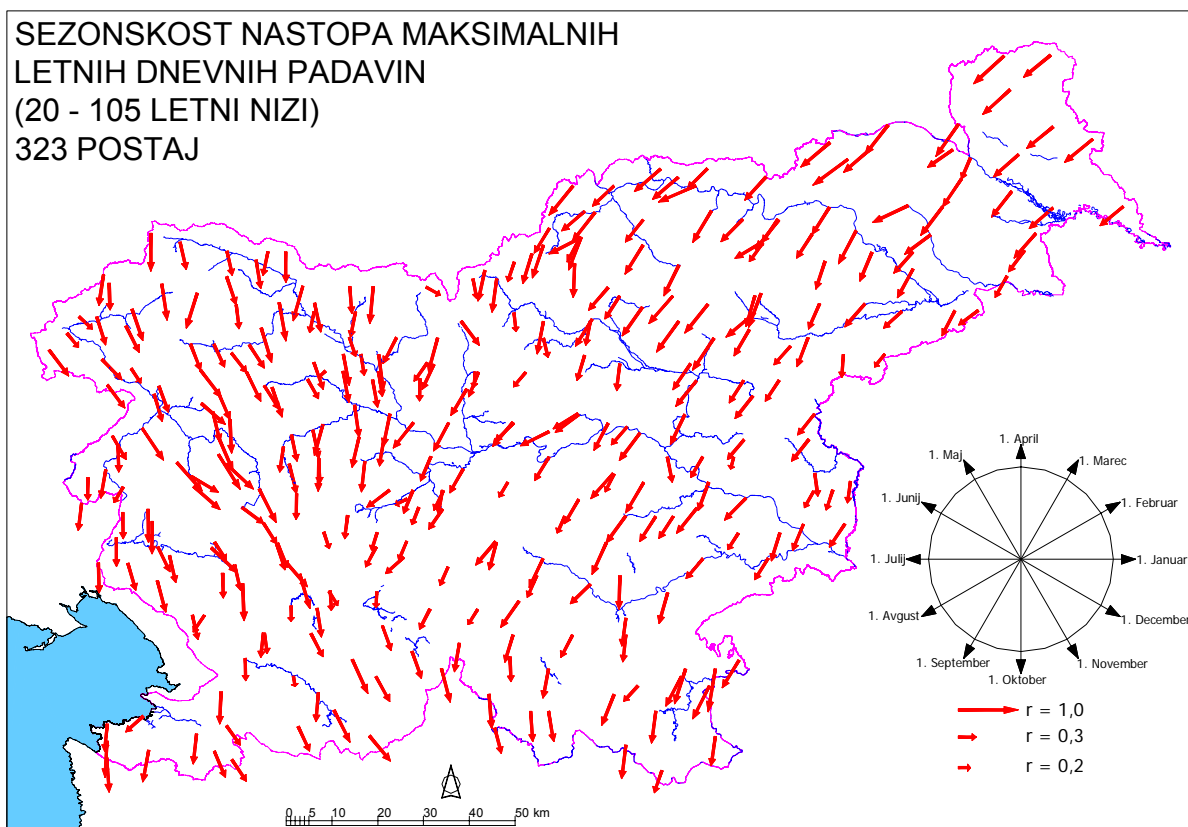 SEZONSKOST NASTOPA MAKSIMALNIH
LETNIH DNEVNIH PADAVIN
(20 - 105 LETNI NIZI)
323 POSTAJ
1. April
1. Maj
1. Marec
1. Junij
1. Februar
1. Julij
1. Januar
1. Avgust
1. December
1. September
1. November
1. Oktober
r = 1,0
r = 0,3
r = 0,2
0 5 10 20 30 40 50 km